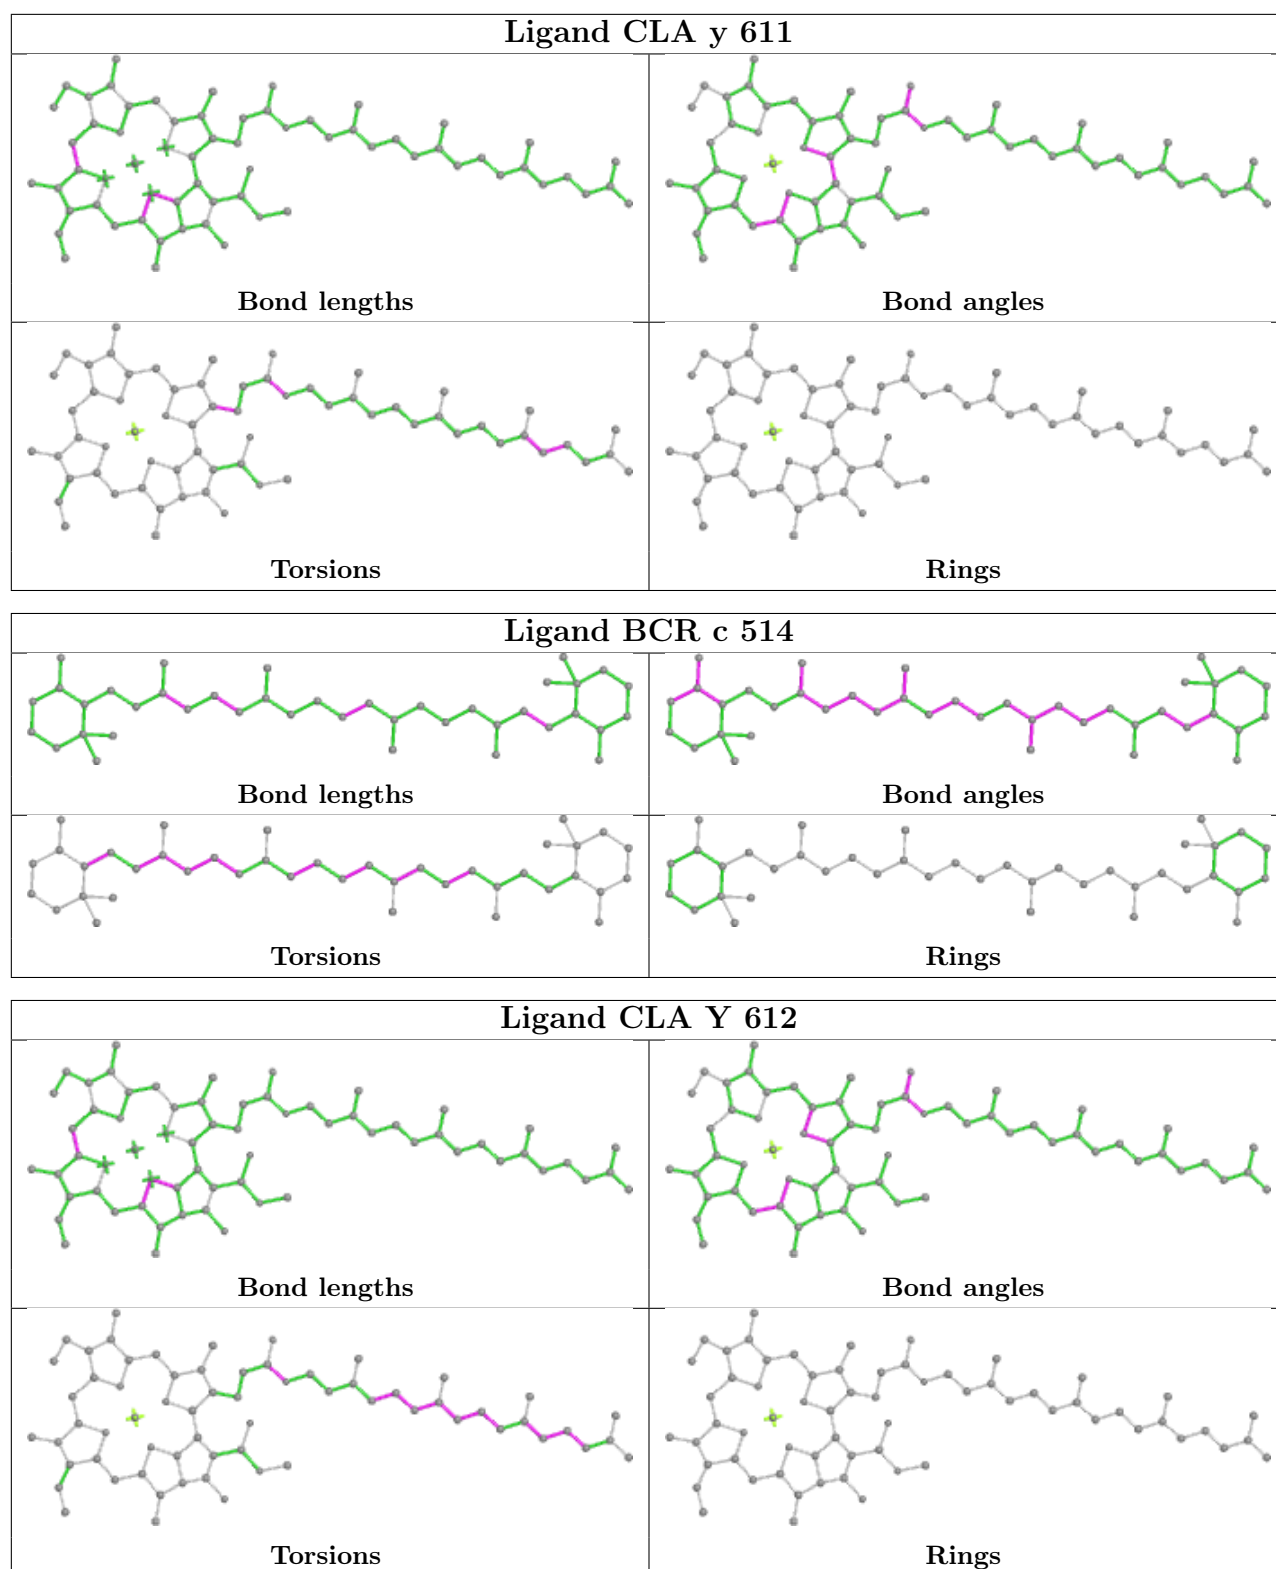 Ligand CLA y 611
Bond lengths
Bond angles
Torsions
Rings
Ligand BCR c 514
Bond lengths
Bond angles
Torsions
Rings
Ligand CLA Y 612
Bond lengths
Bond angles
Torsions
Rings